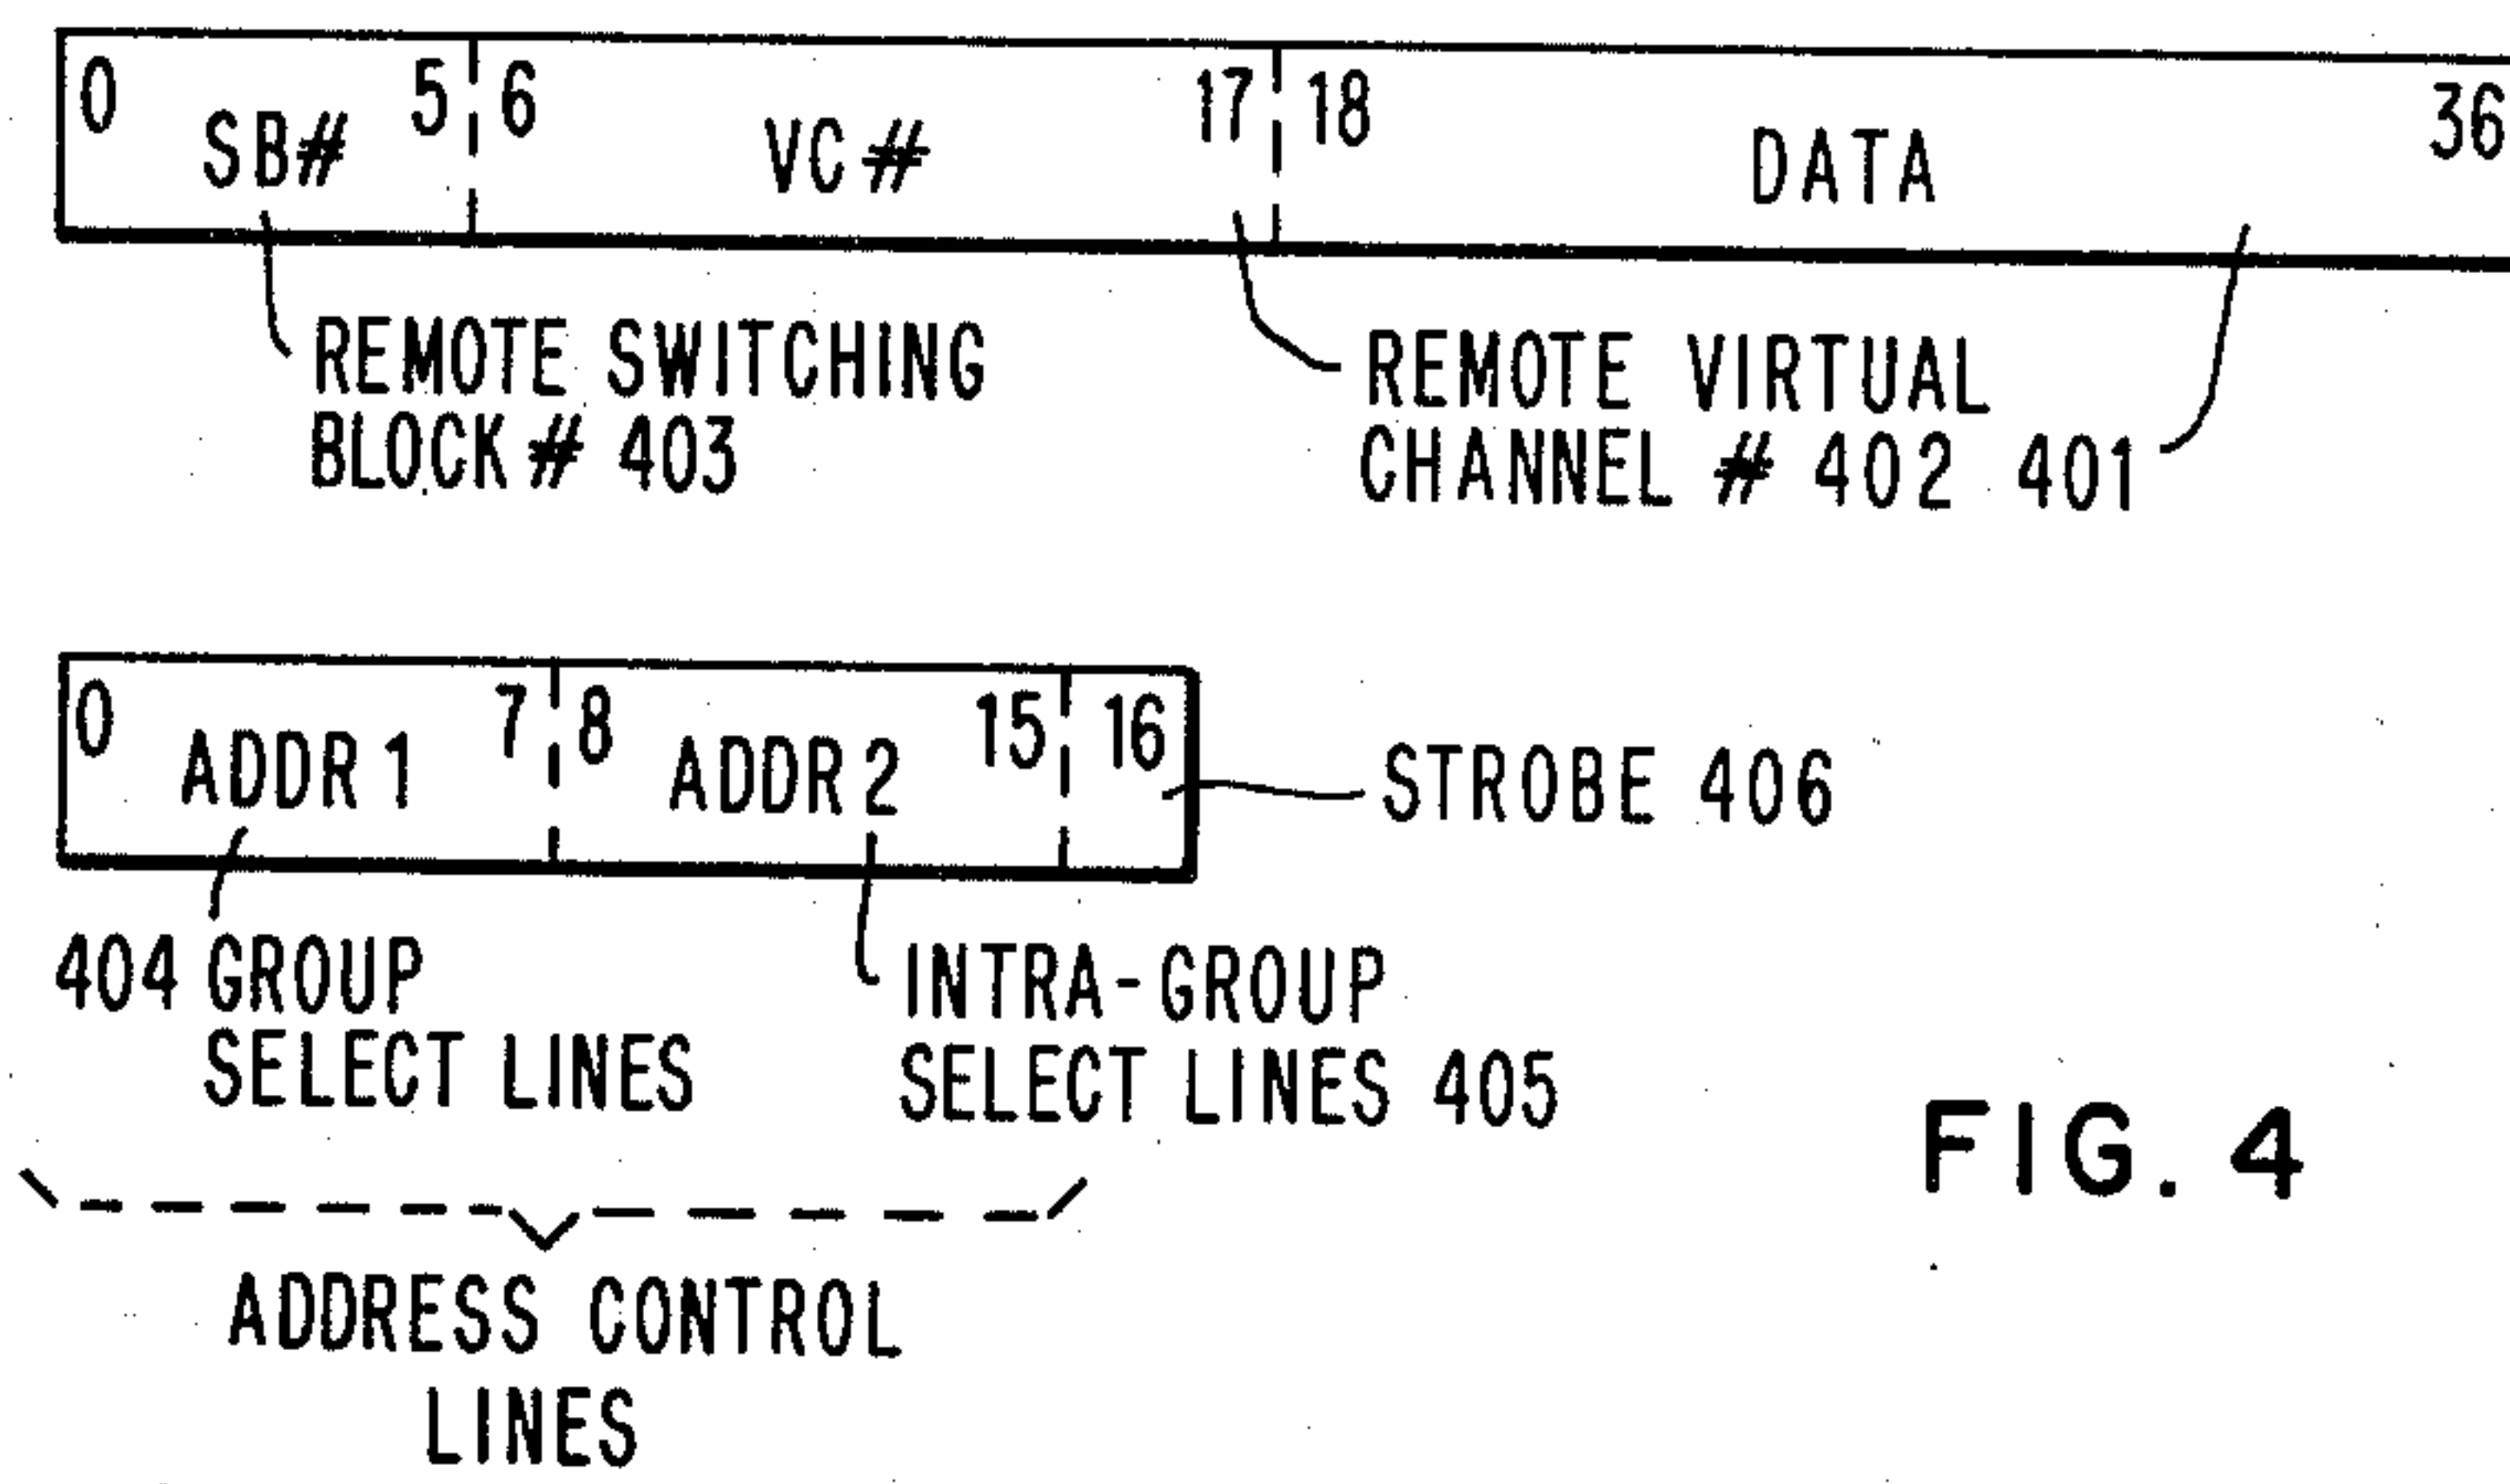 0 SB# 5 6 VC # 17 18 DATA 36
REMOTE SWITCHING
BLOCK # 403
REMOTE VIRTUAL
CHANNEL # 402 401
0 ADDR 1 7 8 ADDR 2 15 16
STROBE 406
404 GROUP
SELECT LINES
INTRA-GROUP
SELECT LINES 405
ADDRESS CONTROL
LINES
FIG. 4